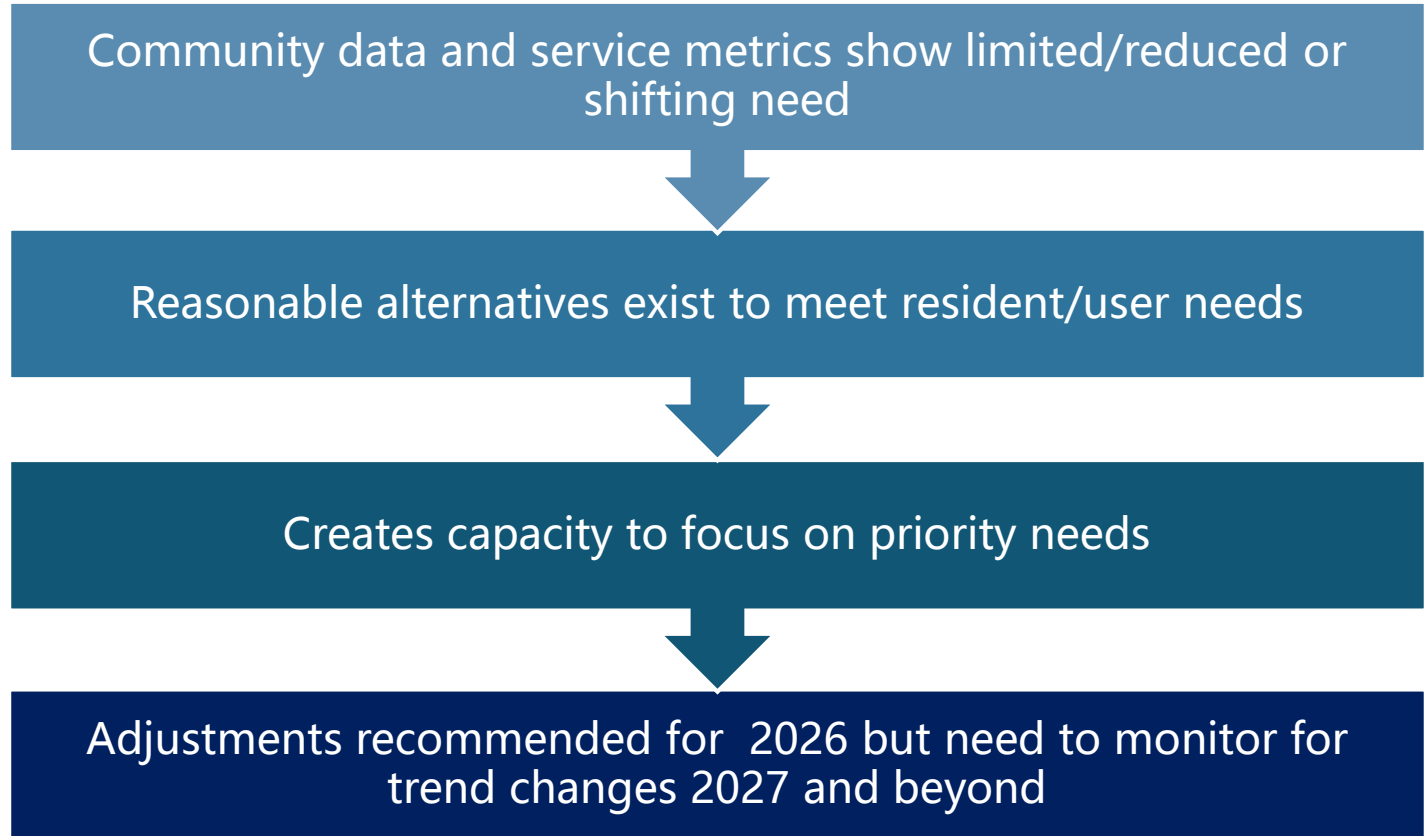 Community data and service metrics show limited/reduced or
shifting need
Reasonable alternatives exist to meet resident/user needs
Creates capacity to focus on priority needs
Adjustments recommended for  2026 but need to monitor for
trend changes 2027 and beyond